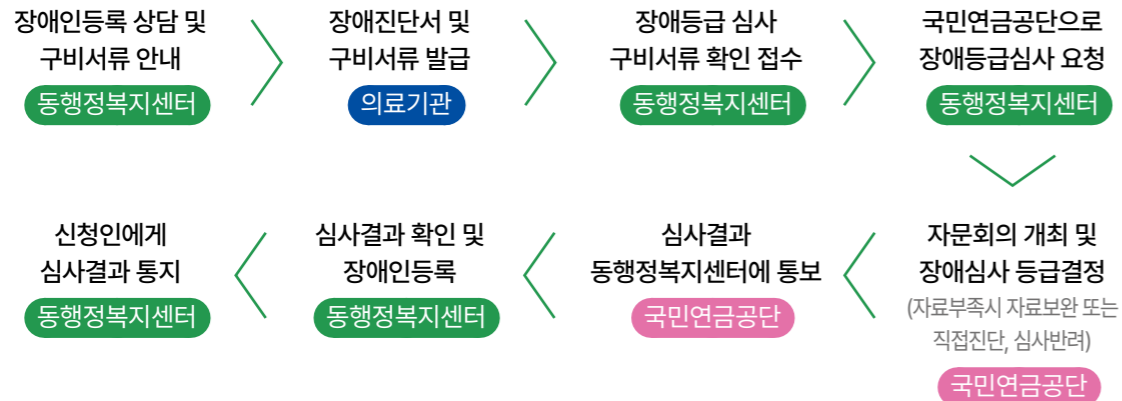 장애인등록 상담 및
구비서류 안내
동행정복지센터
장애진단서 및
구비서류 발급
의료기관
장애등급 심사
구비서류 확인 접수
동행정복지센터
국민연금공단으로
장애등급심사 요청
동행정복지센터
자문회의 개최 및
장애심사 등급결정
(자료부족시 자료보완 또는
직접진단, 심사반려)
국민연금공단
심사결과
동행정복지센터에 통보
국민연금공단
심사결과 확인 및
장애인등록
동행정복지센터
신청인에게
심사결과 통지
동행정복지센터